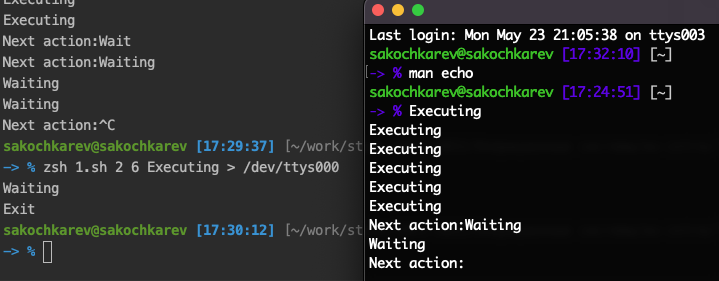 Executing
Executing
Next action:Wait
Next action:Waiting
Waiting
Waiting
Next action:^C
sakochkarev@sakochkarev [17:29:37] [~/work/st
-> % zsh 1.sh 2 6 Executing > /dev/ttys000
Waiting
Exit
sakochkarev@sakochkarev [17:30:12] [~/work/st
-> %
Last login: Mon May 23 21:05:38 on ttys003
sakochkarev@sakochkarev [17:32:10] [~]
-> % man echo
sakochkarev@sakochkarev [17:24:51] [~]
-> % Executing
Executing
Executing
Executing
Executing
Executing
Next action:Waiting
Waiting
Next action: